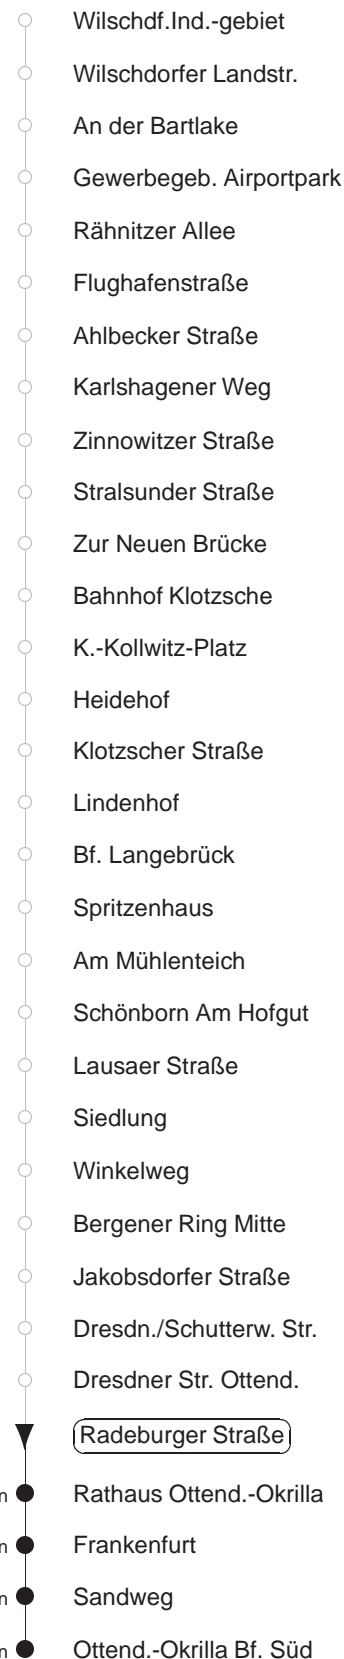 Wilschdf.Ind.-gebiet
Wilschdorfer Landstr.
An der Bartlake
Gewerbegeb. Airportpark
Rähnitzer Allee
Flughafenstraße
Ahlbecker Straße
Karlshagener Weg
Zinnowitzer Straße
Stralsunder Straße
Zur Neuen Brücke
Bahnhof Klotzsche
K.-Kollwitz-Platz
Heidehof
Klotzscher Straße
Lindenhof
Bf. Langebrück
Spritzenhaus
Am Mühlenteich
Schönborn Am Hofgut
Lausaer Straße
Siedlung
Winkelweg
Bergener Ring Mitte
Jakobsdorfer Straße
Dresdn./Schutterw. Str.
Dresdner Str. Ottend.
Radeburger Straße
n Rathaus Ottend.-Okrilla
n Frankenfurt
n Sandweg
n Ottend.-Okrilla Bf. Süd